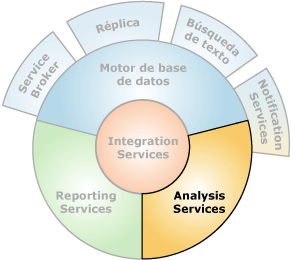 Réplica
Búsqueda
de texto
Service
Broker
Notification
Services
Motor de base
de datos
Integration
Services
Reporting
Services
Analysis
Services